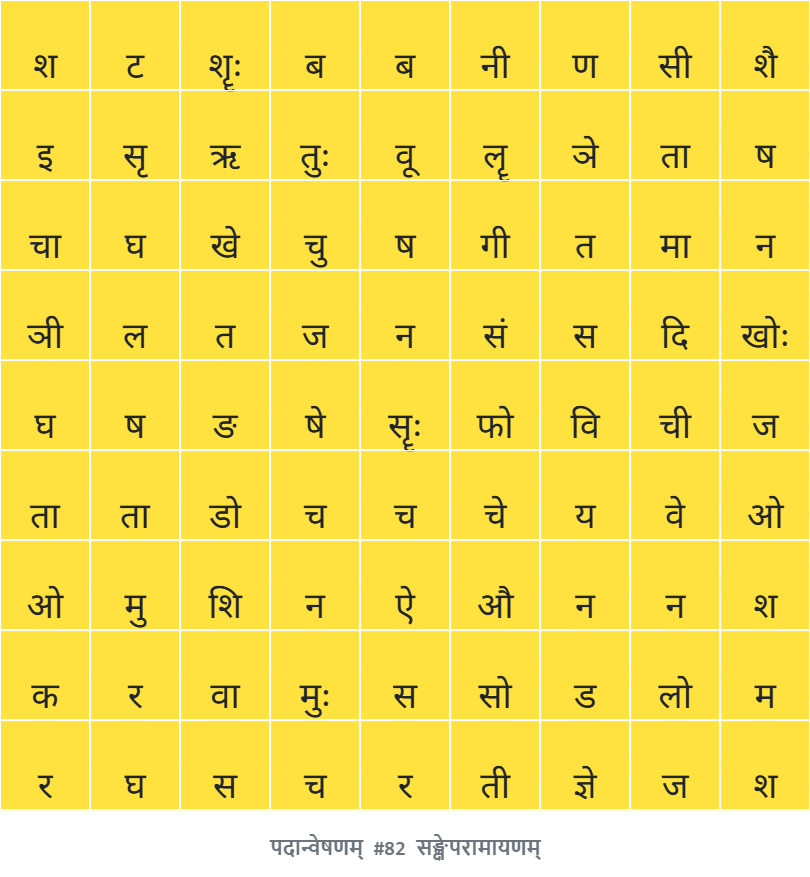 श ट शॄः ब ब नी ण सी शै
इ सृ ऋ तुः वू लॄ ञे ता ष
चा घ खे चु ष गी त मा न
ञी ल त ज न सं स दि खोः
घ ष ङ षे सॄः फो वि ची ज
ता ता डो च च चे य वे ओ
ओ मु शि न ऐ औ न न श
क र वा मुः स सो ड लो म
र घ स च र ती ज्ञे ज श
पदान्वेषणम् #82 सङ्क्षेपरामायणम्